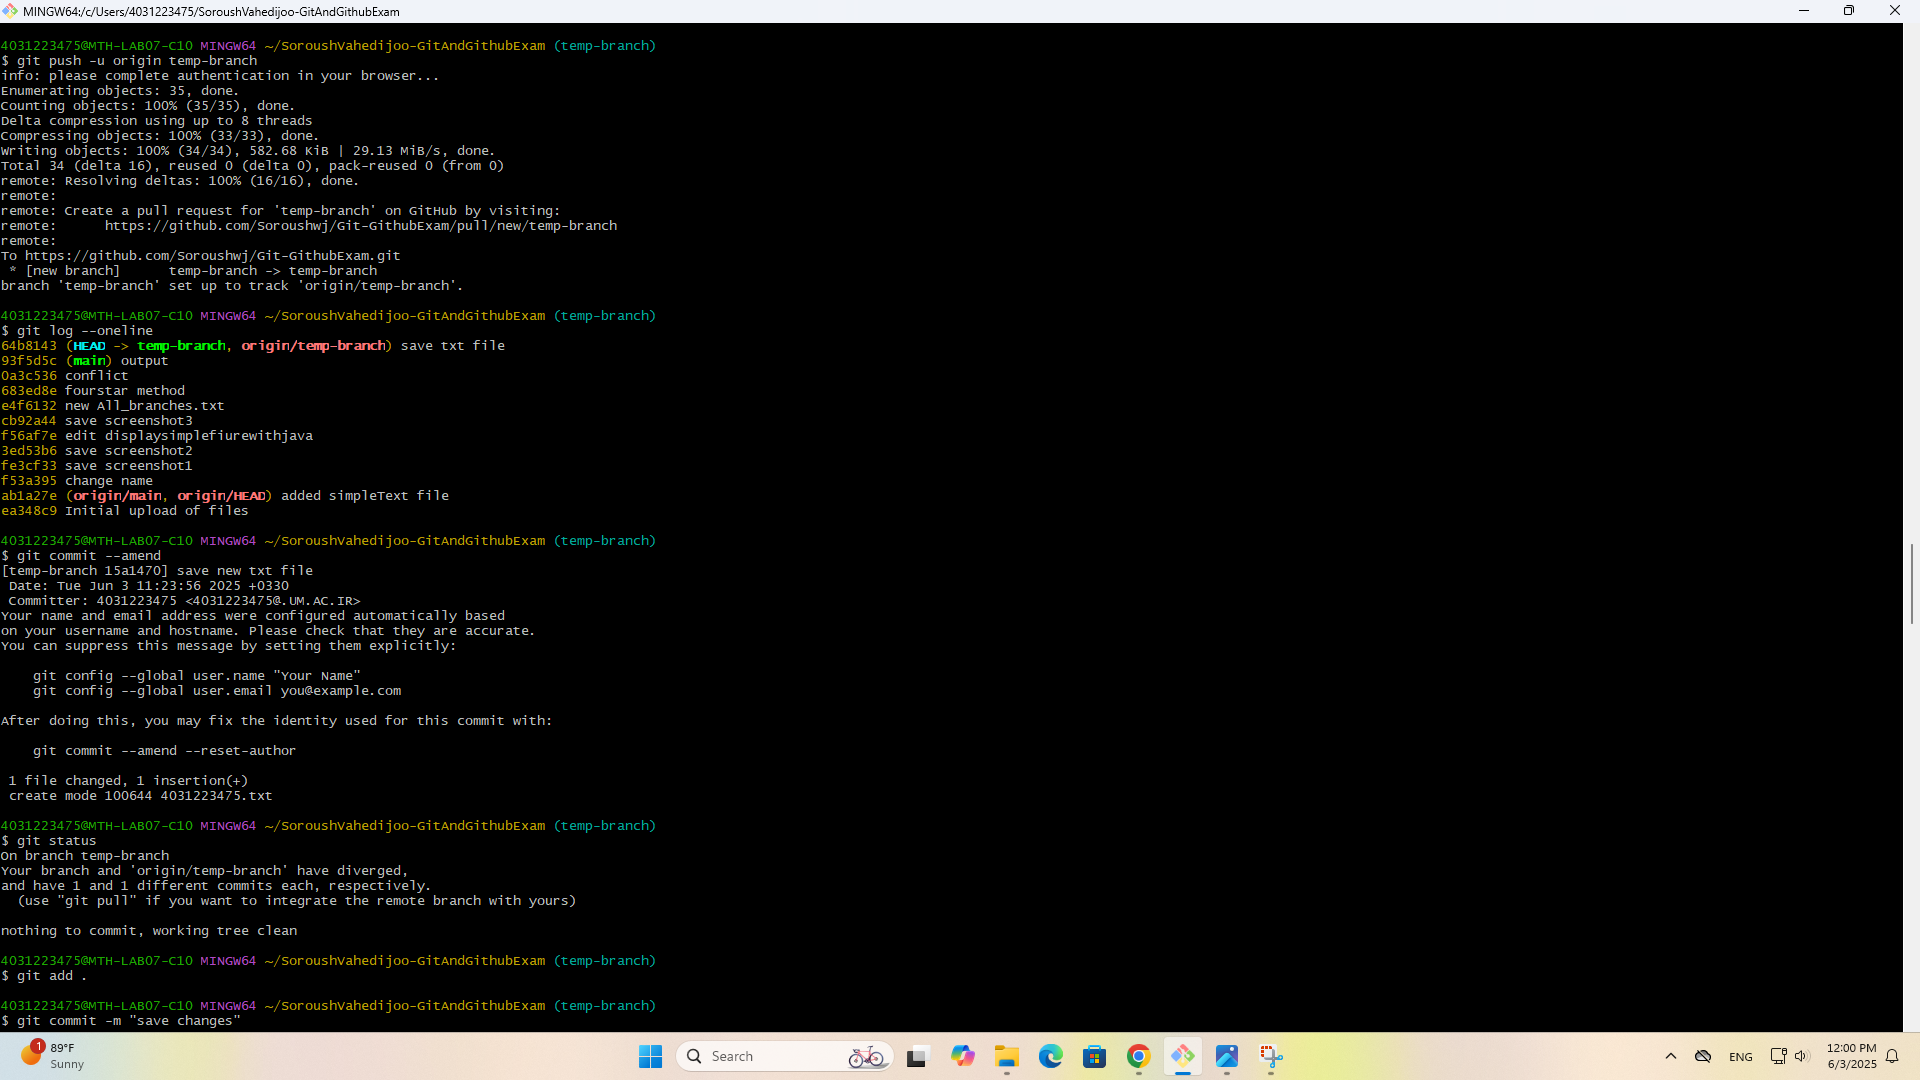 MINGW64:/c/Users/4031223475/SoroushVahedijoo-GitAndGithubExam
4031223475@MTH-LAB07-C10 MINGW64 ~/SoroushVahedijoo-GitAndGithubExam (temp-branch)
$ git push -u origin temp-branch
info: please complete authentication in your browser...
Enumerating objects: 35, done.
Counting objects: 100% (35/35), done.
Delta compression using up to 8 threads
Compressing objects: 100% (33/33), done.
Writing objects: 100% (34/34), 582.68 KiB | 29.13 MiB/s, done.
Total 34 (delta 16), reused 0 (delta 0), pack-reused 0 (from 0)
remote: Resolving deltas: 100% (16/16), done.
remote:
remote: Create a pull request for 'temp-branch' on GitHub by visiting:
remote:      https://github.com/Soroushwj/Git-GithubExam/pull/new/temp-branch
remote:
To https://github.com/Soroushwj/Git-GithubExam.git
 * [new branch]      temp-branch -> temp-branch
branch 'temp-branch' set up to track 'origin/temp-branch'.
4031223475@MTH-LAB07-C10 MINGW64 ~/SoroushVahedijoo-GitAndGithubExam (temp-branch)
$ git log --oneline
64b8143 (HEAD -> temp-branch, origin/temp-branch) save txt file
93f5d5c (main) output
0a3c536 conflict
683ed8e fourstar method
e4f6132 new All_branches.txt
cb92a44 save screenshot3
f56af7e edit displaysimplefiurewithjava
3ed53b6 save screenshot2
fe3cf33 save screenshot1
f53a395 change name
ab1a27e (origin/main, origin/HEAD) added simpleText file
ea348c9 Initial upload of files
4031223475@MTH-LAB07-C10 MINGW64 ~/SoroushVahedijoo-GitAndGithubExam (temp-branch)
$ git commit --amend
[temp-branch 15a1470] save new txt file
 Date: Tue Jun 3 11:23:56 2025 +0330
 Committer: 4031223475 <4031223475@.UM.AC.IR>
Your name and email address were configured automatically based
on your username and hostname. Please check that they are accurate.
You can suppress this message by setting them explicitly:
    git config --global user.name "Your Name"
    git config --global user.email you@example.com
After doing this, you may fix the identity used for this commit with:
    git commit --amend --reset-author
 1 file changed, 1 insertion(+)
 create mode 100644 4031223475.txt
4031223475@MTH-LAB07-C10 MINGW64 ~/SoroushVahedijoo-GitAndGithubExam (temp-branch)
$ git status
On branch temp-branch
Your branch and 'origin/temp-branch' have diverged,
and have 1 and 1 different commits each, respectively.
  (use "git pull" if you want to integrate the remote branch with yours)
nothing to commit, working tree clean
4031223475@MTH-LAB07-C10 MINGW64 ~/SoroushVahedijoo-GitAndGithubExam (temp-branch)
$ git add .
4031223475@MTH-LAB07-C10 MINGW64 ~/SoroushVahedijoo-GitAndGithubExam (temp-branch)
$ git commit -m "save changes"
1
89°F
Sunny
Search
ENG
12:00 PM
6/3/2025